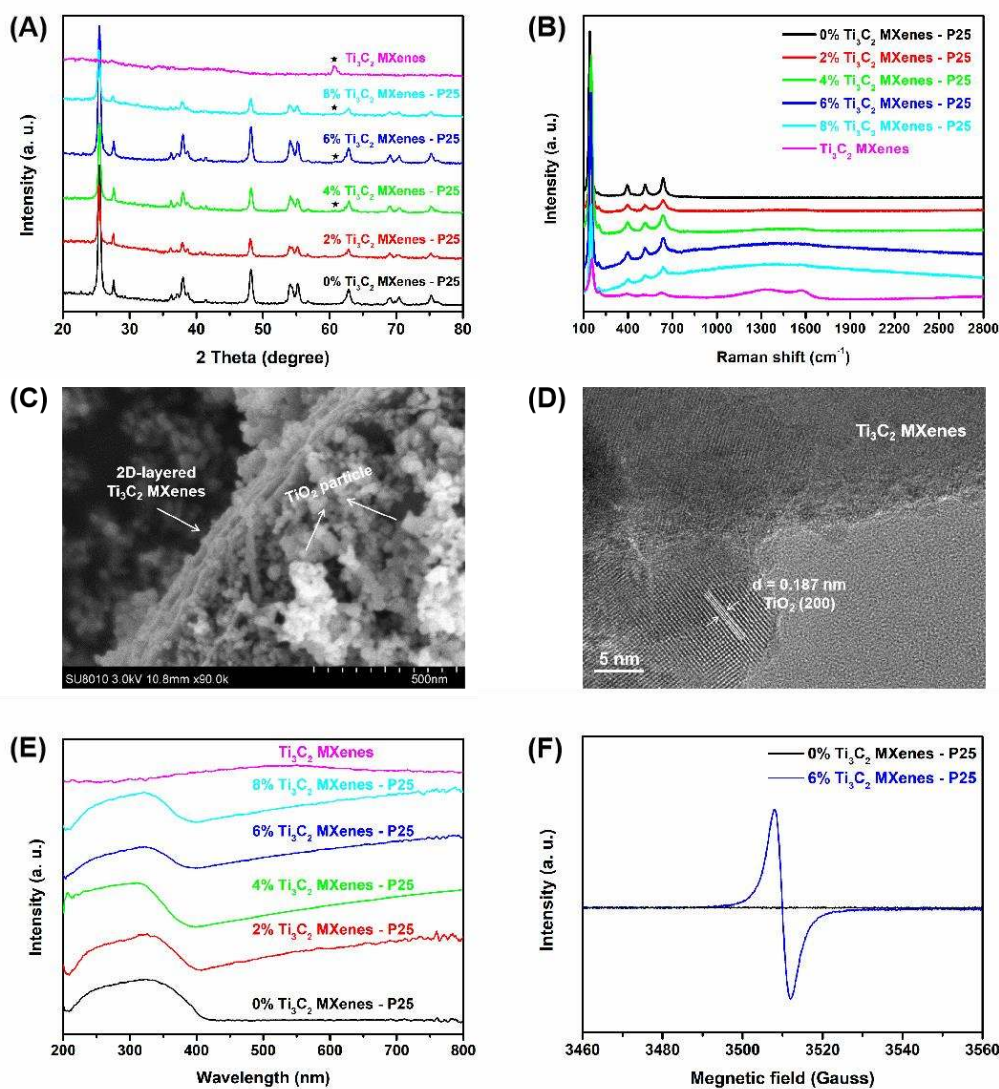 (A)
Ti₃C₂ MXenes
8% Ti₃C₂ MXenes - P25
6% Ti₃C₂ MXenes - P25
4% Ti₃C₂ MXenes - P25
2% Ti₃C₂ MXenes - P25
0% Ti₃C₂ MXenes - P25
Intensity (a. u.)
20 30 40 50 60 70 80
2 Theta (degree)
(B)
0% Ti₃C₂ MXenes - P25
2% Ti₃C₂ MXenes - P25
4% Ti₃C₂ MXenes - P25
6% Ti₃C₂ MXenes - P25
8% Ti₃C₂ MXenes - P25
Ti₃C₂ MXenes
Intensity (a. u.)
100 400 700 1200 1500 1800 2100 2400 2800
Raman shift (cm⁻¹)
(C)
2D-layered
Ti₃C₂ MXenes
TiO₂ particle
SU8010 3.0kV 10.8mm x90.0k
500nm
(D)
Ti₃C₂ MXenes
d = 0.187 nm
TiO₂ (200)
5 nm
(E)
Ti₃C₂ MXenes
8% Ti₃C₂ MXenes - P25
6% Ti₃C₂ MXenes - P25
4% Ti₃C₂ MXenes - P25
2% Ti₃C₂ MXenes - P25
0% Ti₃C₂ MXenes - P25
Intensity (a. u.)
200 300 400 500 600 700 800
Wavelength (nm)
(F)
0% Ti₃C₂ MXenes - P25
6% Ti₃C₂ MXenes - P25
Intensity (a. u.)
3460 3480 3500 3520 3540 3560
Megnetic field (Gauss)